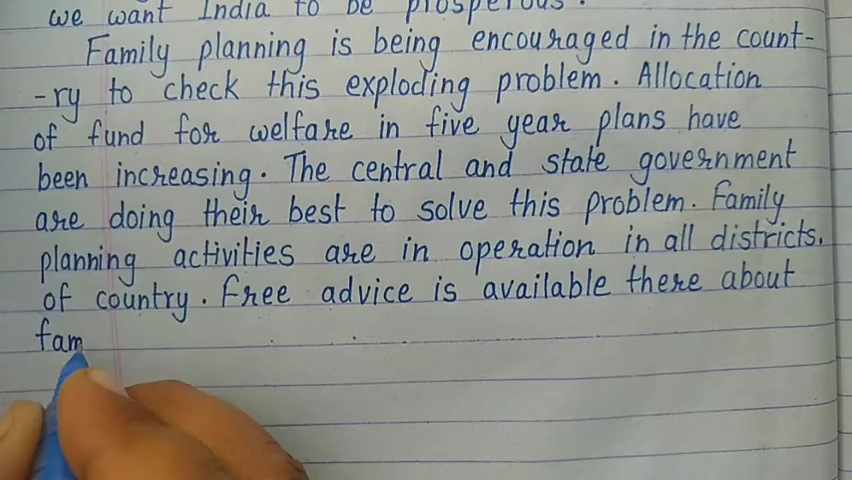 we want India to be prosperous.
Family planning is being encouraged in the count-
-ry to check this exploding problem. Allocation
of fund for welfare in five year plans have
been increasing. The central and state government
are doing their best to solve this problem. Family
planning activities are in operation in all districts.
of country. Free advice is available there about
fam